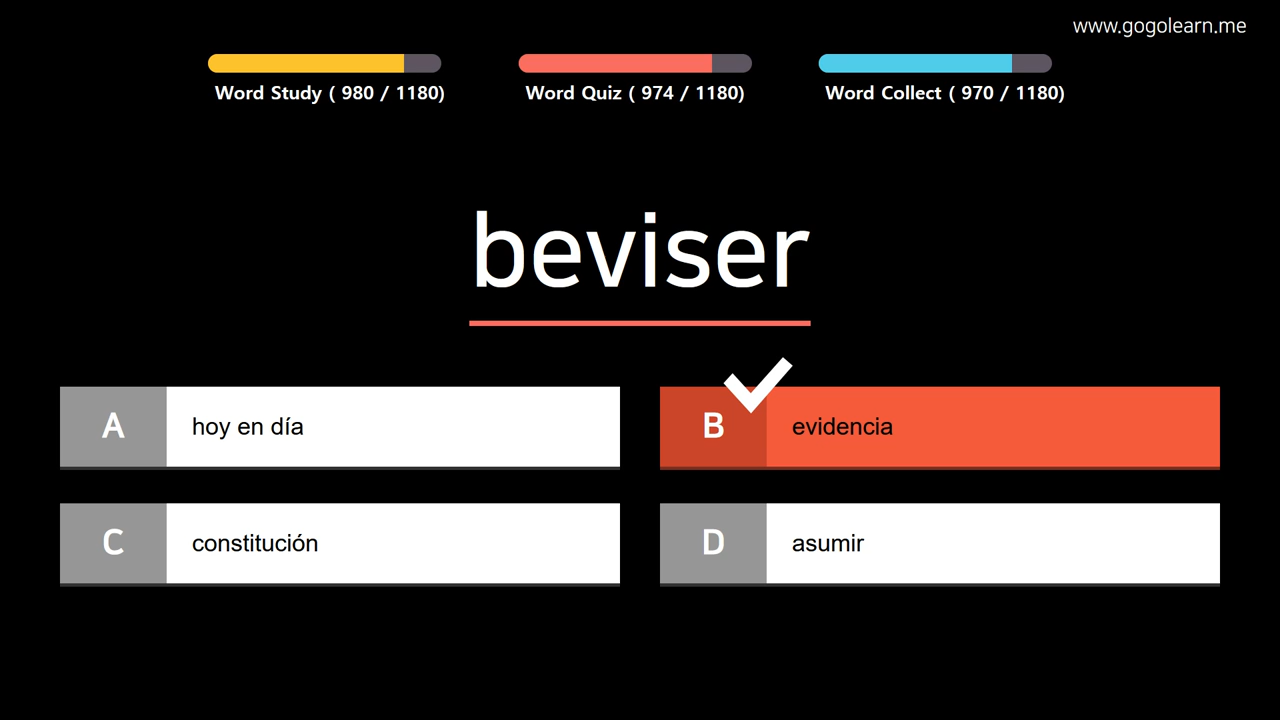 www.gogolearn.me
Word Study ( 980 / 1180)
Word Quiz ( 974 / 1180)
Word Collect ( 970 / 1180)
beviser
A hoy en día
B evidencia
C constitución
D asumir